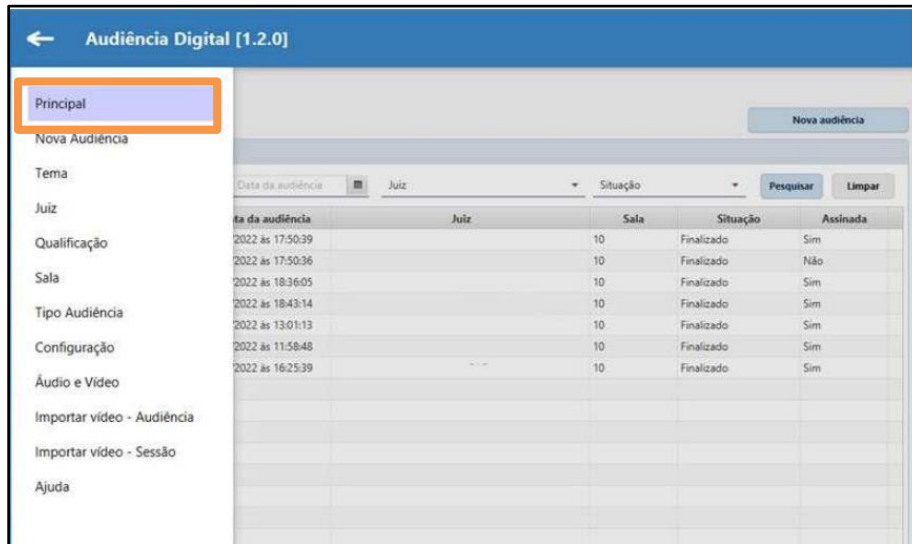 Audiência Digital [1.2.0]
Principal
Nova Audiência
Tema
Juiz
Qualificação
Sala
Tipo Audiência
Configuração
Áudio e Vídeo
Importar vídeo - Audiência
Importar vídeo - Sessão
Ajuda
Nova audiência
Data da audiência Juiz Situação Pesquisar Limpar
ta da audiência Juiz Sala Situação Assinada
/2022 às 17:50:39 10 Finalizado Sim
/2022 às 17:50:36 10 Finalizado Não
/2022 às 18:36:05 10 Finalizado Sim
/2022 às 18:43:14 10 Finalizado Sim
/2022 às 13:01:13 10 Finalizado Sim
/2022 às 11:58:48 10 Finalizado Sim
/2022 às 16:25:39 10 Finalizado Sim